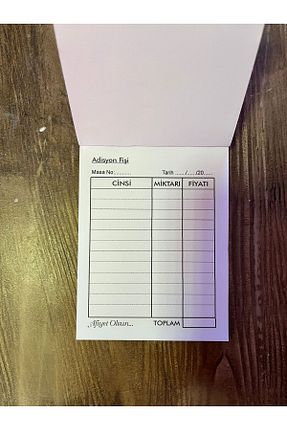 Adisyon Fişi
Masa No:......... Tarih ....../...../20.....
CİNSİ MİKTARI FİYATI
Afiyet Olsun... TOPLAM